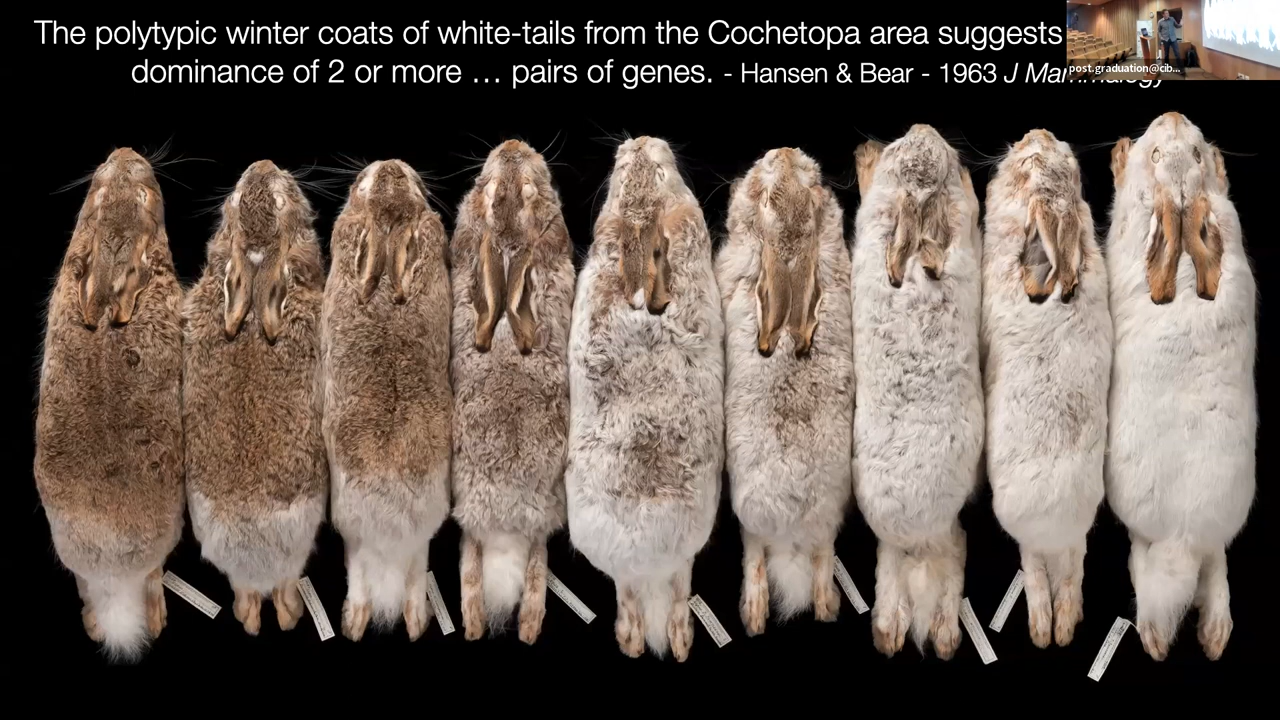 The polytypic winter coats of white-tails from the Cochetopa area suggests
dominance of 2 or more … pairs of genes. - Hansen & Bear - 1963 J Mammalogy
post.graduation@cib...